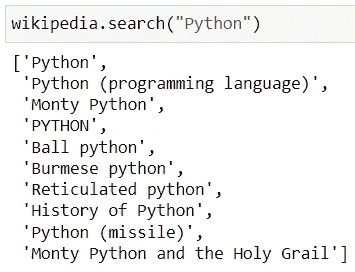 wikipedia.search("Python")
['Python',
 'Python (programming language)',
 'Monty Python',
 'PYTHON',
 'Ball python',
 'Burmese python',
 'Reticulated python',
 'History of Python',
 'Python (missile)',
 'Monty Python and the Holy Grail']